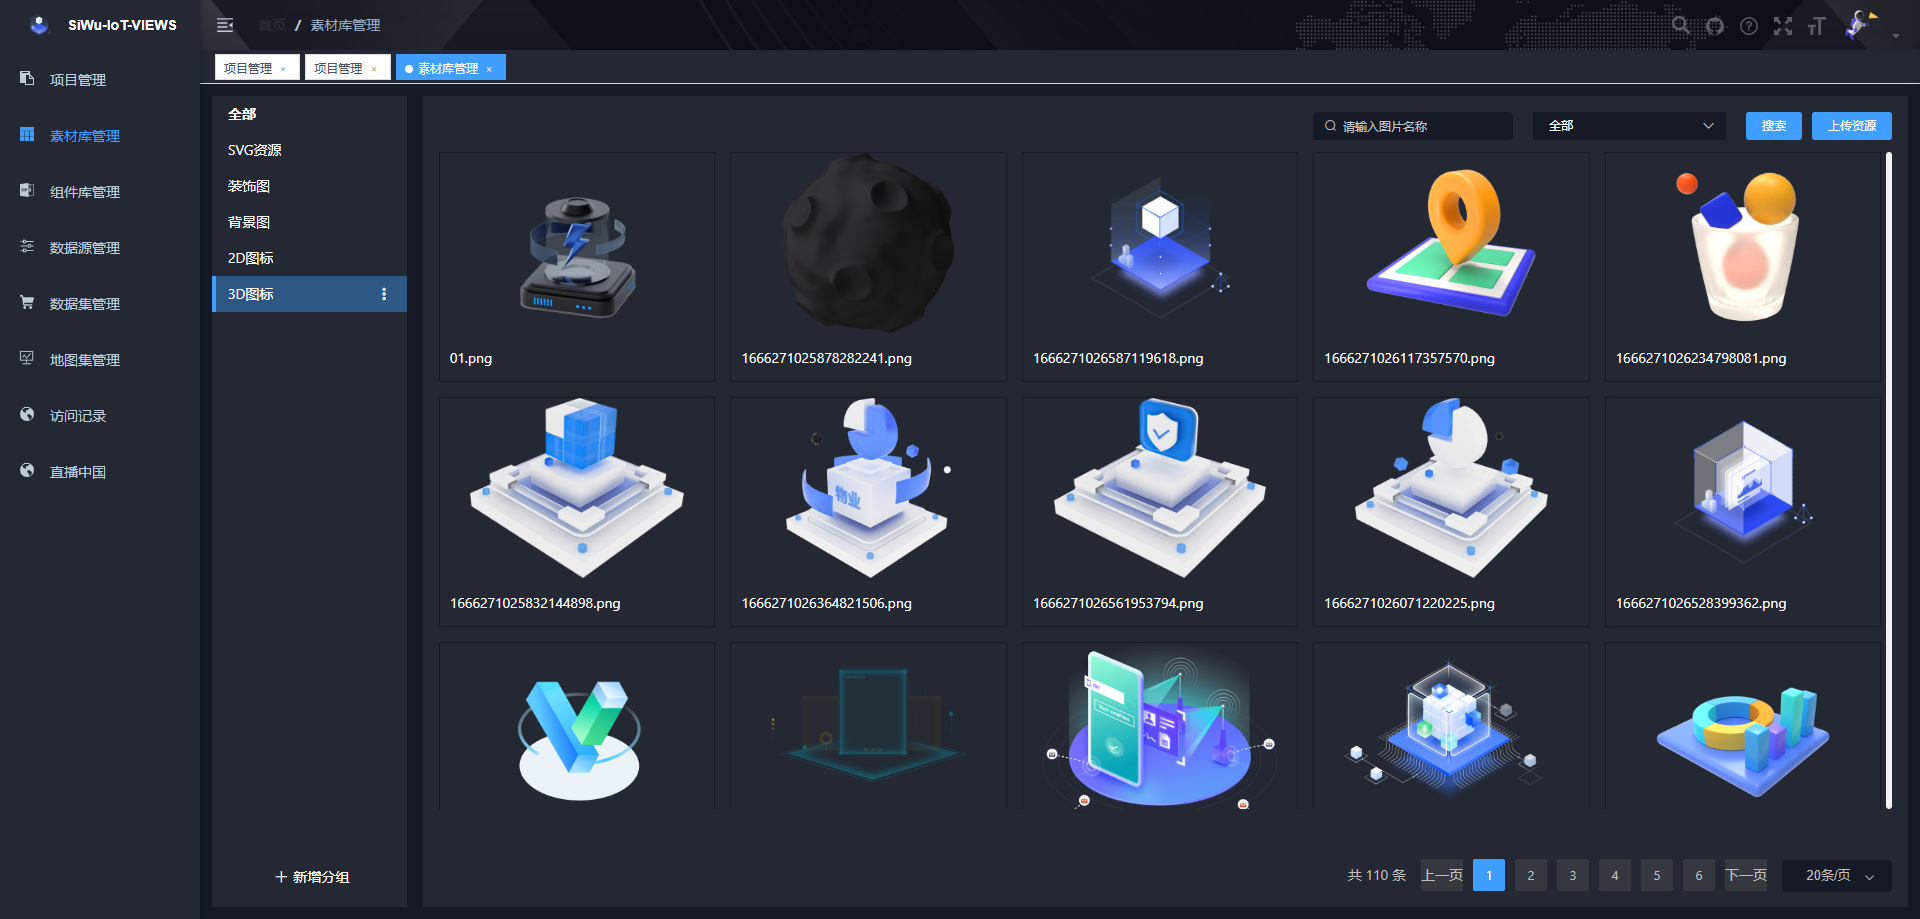 SiWu-IoT-VIEWS
首页 / 素材库管理
项目管理 ×
项目管理 ×
素材库管理 ×
项目管理
素材库管理
组件库管理
数据源管理
数据集管理
地图集管理
访问记录
直播中国
全部
SVG资源
装饰图
背景图
2D图标
3D图标
+ 新增分组
请输入图片名称
全部
搜索
上传资源
01.png
1666271025878282241.png
1666271026587119618.png
1666271026117357570.png
1666271026234798081.png
物业
1666271025832144898.png
1666271026364821506.png
1666271026561953794.png
1666271026071220225.png
1666271026528399362.png
共 110 条
上一页
1
2
3
4
5
6
下一页
20条/页